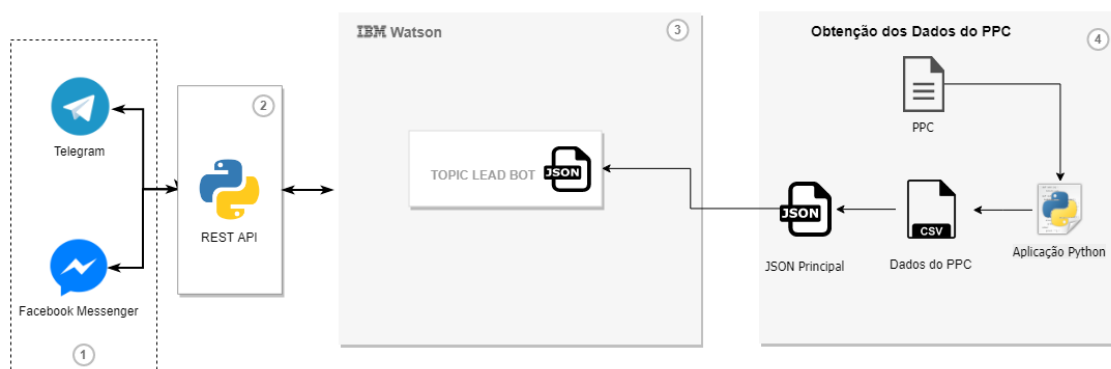 Telegram
Facebook Messenger
1
2
REST API
IBM Watson
3
TOPIC LEAD BOT
JSON
Obtenção dos Dados do PPC
4
PPC
JSON
JSON Principal
CSV
Dados do PPC
Aplicação Python